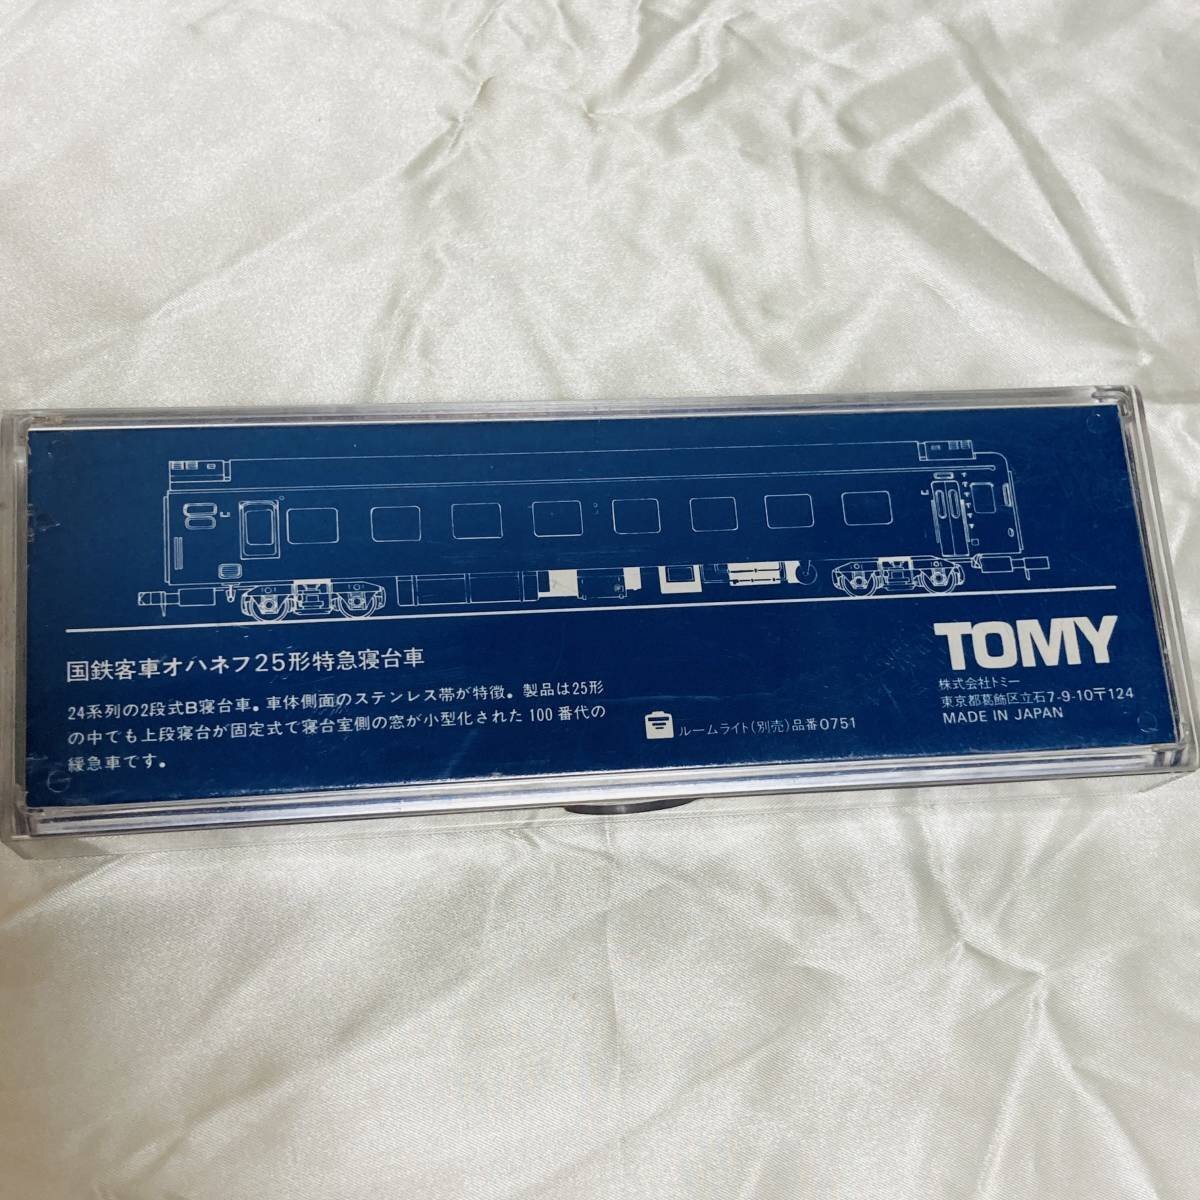 国鉄客車オハネフ25形特急寝台車
24系列の2段式B寝台車。車体側面のステンレス帯が特徴。製品は25形
の中でも上段寝台が固定式で寝台室側の窓が小型化された100番代の
緩急車です。
ルームライト(別売)品番0751
TOMY
株式会社トミー
東京都葛飾区立石7-9-10〒124
MADE IN JAPAN